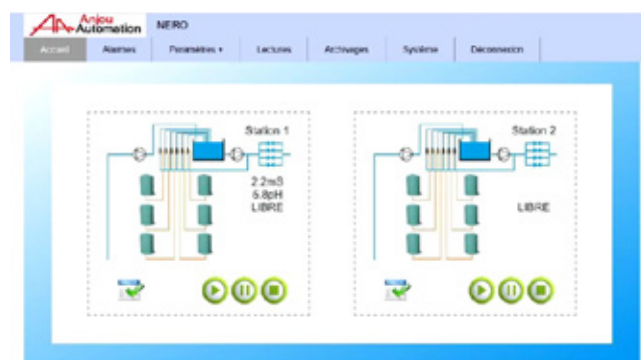 Anjou
Automation
NEIRO
Accueil Alarmes Paramètres Lectures Archivages Système Déconnexion
Station 1
2.2mS
5.8pH
LIBRE
Station 2
LIBRE